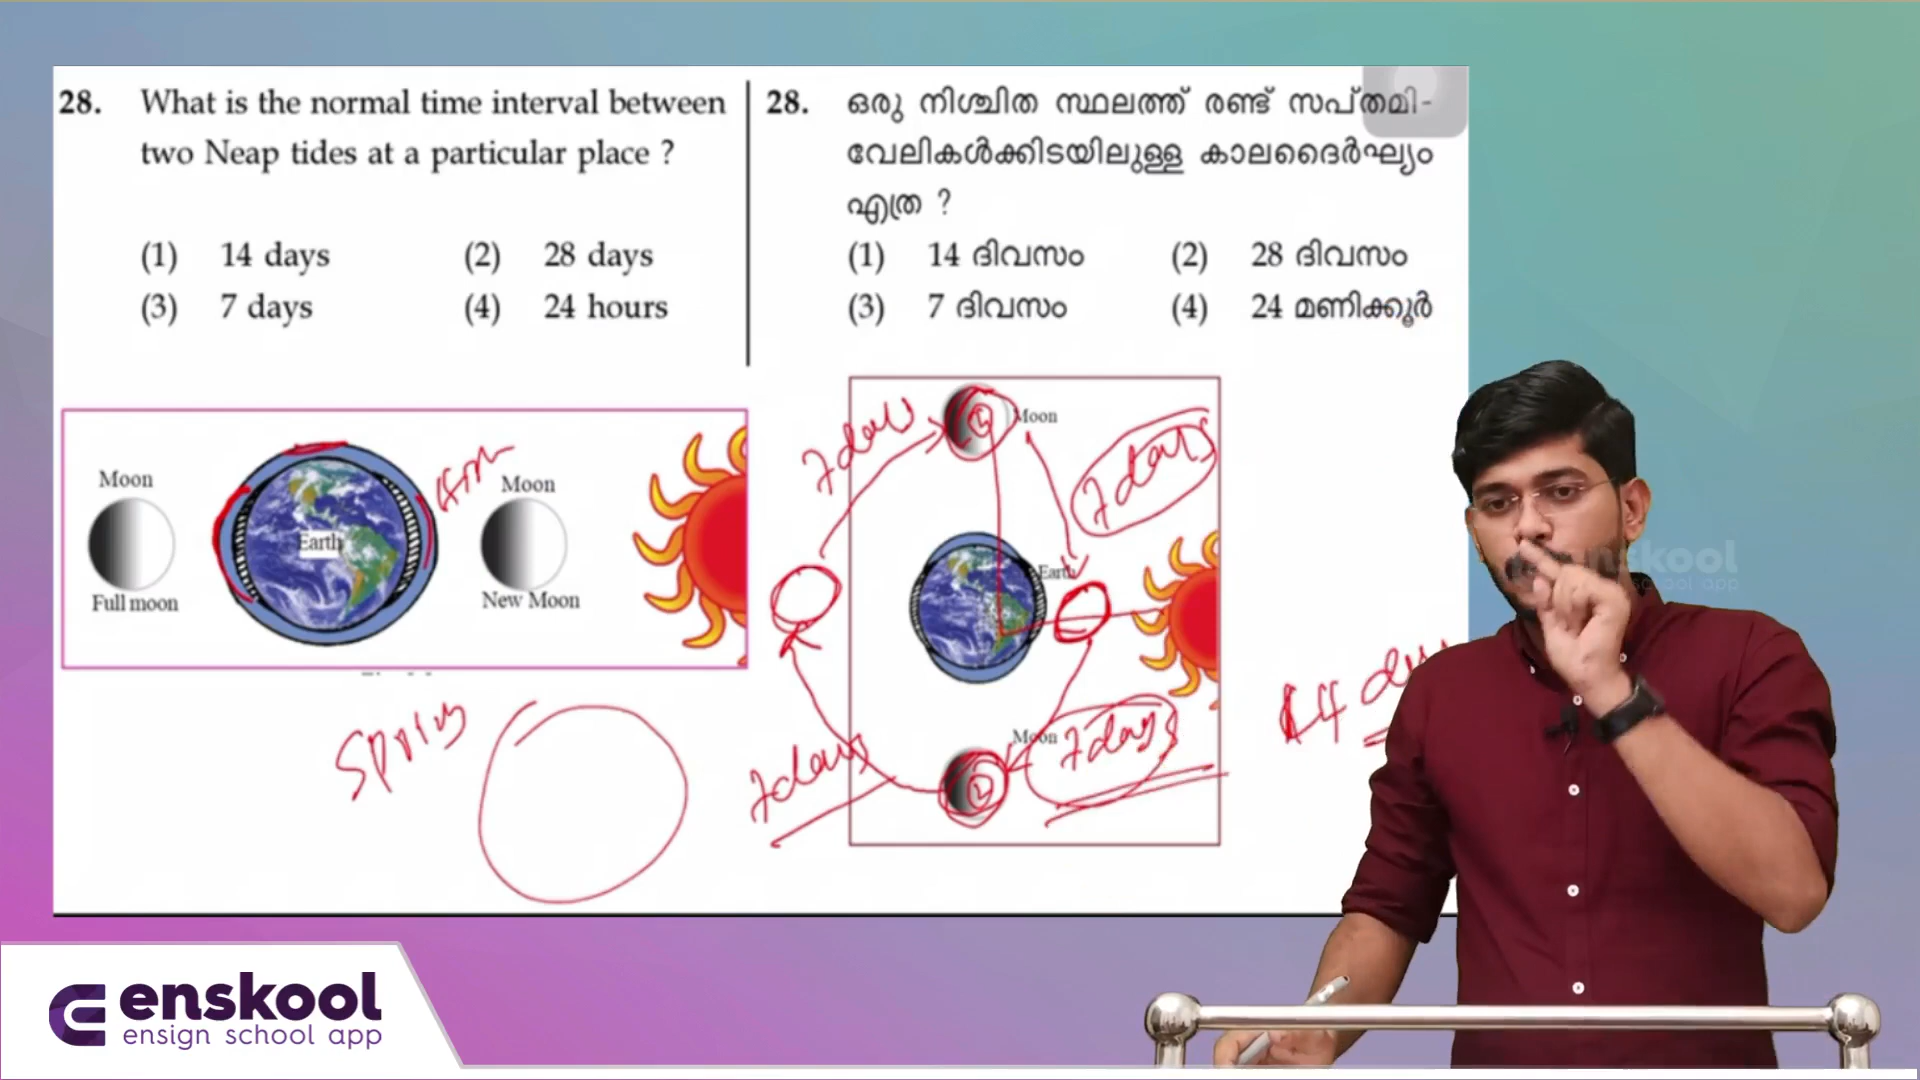 28. What is the normal time interval between
two Neap tides at a particular place ?
(1) 14 days (2) 28 days
(3) 7 days (4) 24 hours
28. ഒരു നിശ്ചിത സ്ഥലത്ത് രണ്ട് സപ്തമി-
വേലികൾക്കിടയിലുള്ള കാലദൈർഘ്യം
എത്ര ?
(1) 14 ദിവസം (2) 28 ദിവസം
(3) 7 ദിവസം (4) 24 മണിക്കൂർ
Moon
Full moon
Earth
Moon
New Moon
7 days
Moon
7 days
Earth
Moon
7 days
7 days
14
enskool
school app
enskool
ensign school app